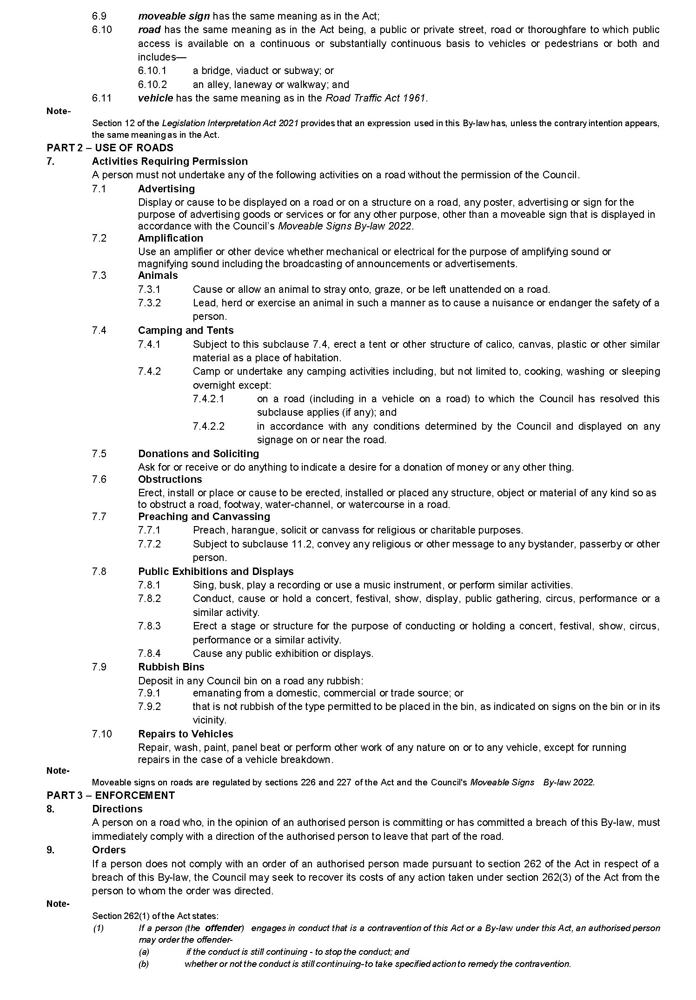 6.9 moveable sign has the same meaning as in the Act;
6.10 road has the same meaning as in the Act being, a public or private street, road or thoroughfare to which public
access is available on a continuous or substantially continuous basis to vehicles or pedestrians or both and
includes—
6.10.1 a bridge, viaduct or subway; or
6.10.2 an alley, laneway or walkway; and
6.11 vehicle has the same meaning as in the Road Traffic Act 1961.
Note-
Section 12 of the Legislation Interpretation Act 2021 provides that an expression used in this By-law has, unless the contrary intention appears,
the same meaning as in the Act.
PART 2 – USE OF ROADS
7. Activities Requiring Permission
A person must not undertake any of the following activities on a road without the permission of the Council.
7.1 Advertising
Display or cause to be displayed on a road or on a structure on a road, any poster, advertising or sign for the
purpose of advertising goods or services or for any other purpose, other than a moveable sign that is displayed in
accordance with the Council's Moveable Signs By-law 2022.
7.2 Amplification
Use an amplifier or other device whether mechanical or electrical for the purpose of amplifying sound or
magnifying sound including the broadcasting of announcements or advertisements.
7.3 Animals
7.3.1 Cause or allow an animal to stray onto, graze, or be left unattended on a road.
7.3.2 Lead, herd or exercise an animal in such a manner as to cause a nuisance or endanger the safety of a
person.
7.4 Camping and Tents
7.4.1 Subject to this subclause 7.4, erect a tent or other structure of calico, canvas, plastic or other similar
material as a place of habitation.
7.4.2 Camp or undertake any camping activities including, but not limited to, cooking, washing or sleeping
overnight except:
7.4.2.1 on a road (including in a vehicle on a road) to which the Council has resolved this
subclause applies (if any); and
7.4.2.2 in accordance with any conditions determined by the Council and displayed on any
signage on or near the road.
7.5 Donations and Soliciting
Ask for or receive or do anything to indicate a desire for a donation of money or any other thing.
7.6 Obstructions
Erect, install or place or cause to be erected, installed or placed any structure, object or material of any kind so as
to obstruct a road, footway, water-channel, or watercourse in a road.
7.7 Preaching and Canvassing
7.7.1 Preach, harangue, solicit or canvass for religious or charitable purposes.
7.7.2 Subject to subclause 11.2, convey any religious or other message to any bystander, passerby or other
person.
7.8 Public Exhibitions and Displays
7.8.1 Sing, busk, play a recording or use a music instrument, or perform similar activities.
7.8.2 Conduct, cause or hold a concert, festival, show, display, public gathering, circus, performance or a
similar activity.
7.8.3 Erect a stage or structure for the purpose of conducting or holding a concert, festival, show, circus,
performance or a similar activity.
7.8.4 Cause any public exhibition or displays.
7.9 Rubbish Bins
Deposit in any Council bin on a road any rubbish:
7.9.1 emanating from a domestic, commercial or trade source; or
7.9.2 that is not rubbish of the type permitted to be placed in the bin, as indicated on signs on the bin or in its
vicinity.
7.10 Repairs to Vehicles
Repair, wash, paint, panel beat or perform other work of any nature on or to any vehicle, except for running
repairs in the case of a vehicle breakdown.
Note-
Moveable signs on roads are regulated by sections 226 and 227 of the Act and the Council's Moveable Signs By-law 2022.
PART 3 – ENFORCEMENT
8. Directions
A person on a road who, in the opinion of an authorised person is committing or has committed a breach of this By-law, must
immediately comply with a direction of the authorised person to leave that part of the road.
9. Orders
If a person does not comply with an order of an authorised person made pursuant to section 262 of the Act in respect of a
breach of this By-law, the Council may seek to recover its costs of any action taken under section 262(3) of the Act from the
person to whom the order was directed.
Note-
Section 262(1) of the Act states:
(1) If a person (the offender) engages in conduct that is a contravention of this Act or a By-law under this Act, an authorised person
may order the offender-
(a) if the conduct is still continuing - to stop the conduct; and
(b) whether or not the conduct is still continuing-to take specified action to remedy the contravention.